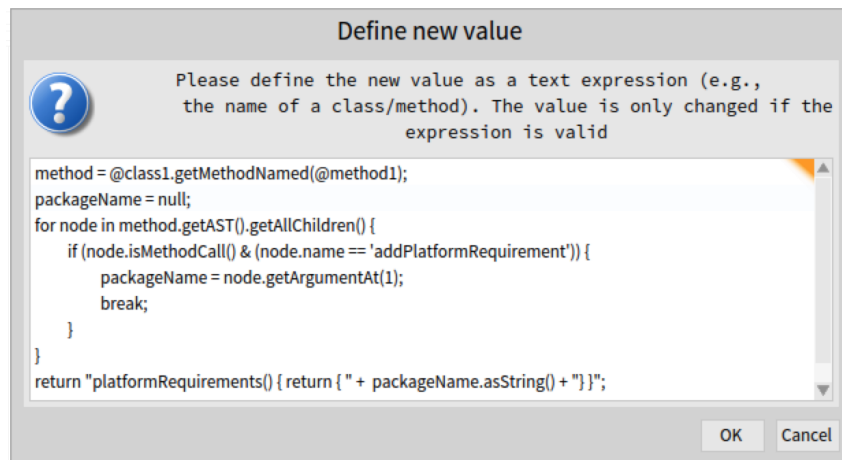 Define new value
Please define the new value as a text expression (e.g.,
the name of a class/method). The value is only changed if the
expression is valid
method = @class1.getMethodNamed(@method1);
packageName = null;
for node in method.getAST().getAllChildren() {
if (node.isMethodCall() & (node.name == 'addPlatformRequirement')) {
packageName = node.getArgumentAt(1);
break;
}
}
return "platformRequirements() { return { " + packageName.asString() + "} }";
OK
Cancel